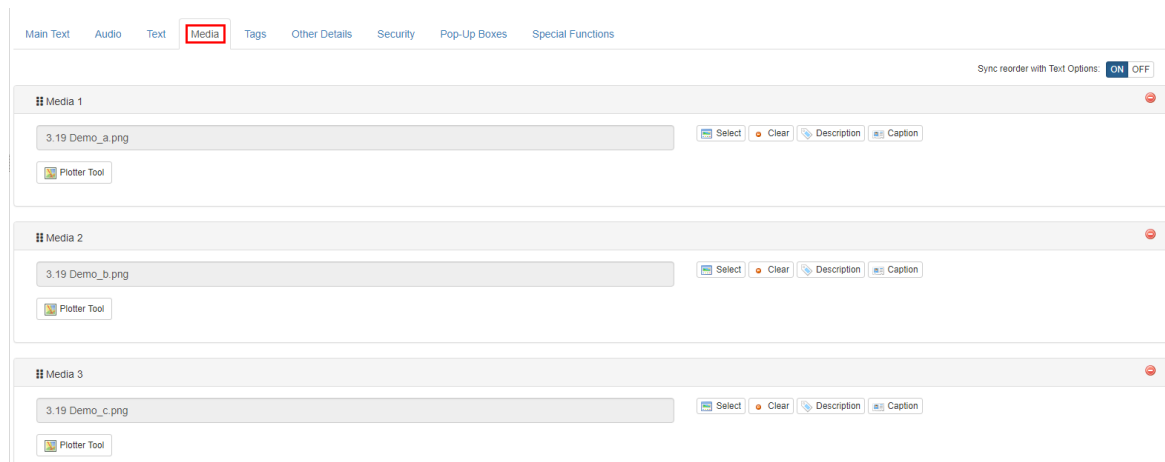 Main Text Audio Text Media Tags Other Details Security Pop-Up Boxes Special Functions
Sync reorder with Text Options: ON OFF
Media 1
3.19 Demo_a.png Select Clear Description Caption
Plotter Tool
Media 2
3.19 Demo_b.png Select Clear Description Caption
Plotter Tool
Media 3
3.19 Demo_c.png Select Clear Description Caption
Plotter Tool